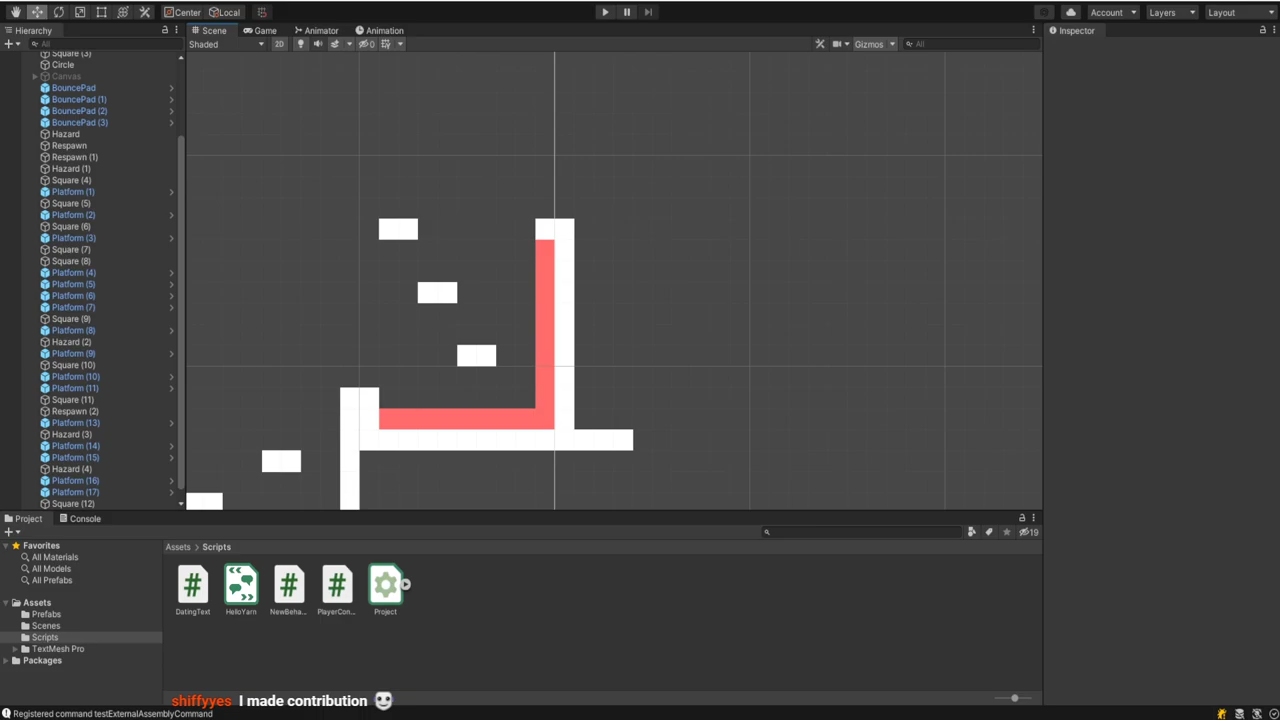 Center Local
Account Layers Layout
Hierarchy Scene Game Animator Animation Inspector
All Shaded 2D 0 Gizmos All
Square (3)
Circle
Canvas
BouncePad
BouncePad (1)
BouncePad (2)
BouncePad (3)
Hazard
Respawn
Respawn (1)
Hazard (1)
Square (4)
Platform (1)
Square (5)
Platform (2)
Square (6)
Platform (3)
Square (7)
Square (8)
Platform (4)
Platform (5)
Platform (6)
Platform (7)
Square (9)
Platform (8)
Hazard (2)
Platform (9)
Square (10)
Platform (10)
Platform (11)
Square (11)
Respawn (2)
Platform (13)
Hazard (3)
Platform (14)
Platform (15)
Hazard (4)
Platform (16)
Platform (17)
Square (12)
Project Console
19
Favorites
All Materials
All Models
All Prefabs
Assets
Prefabs
Scenes
Scripts
TextMesh Pro
Packages
Assets > Scripts
DatingText HelloYarn NewBeha... PlayerCon... Project
shiffyyes I made contribution
Registered command testExternalAssemblyCommand